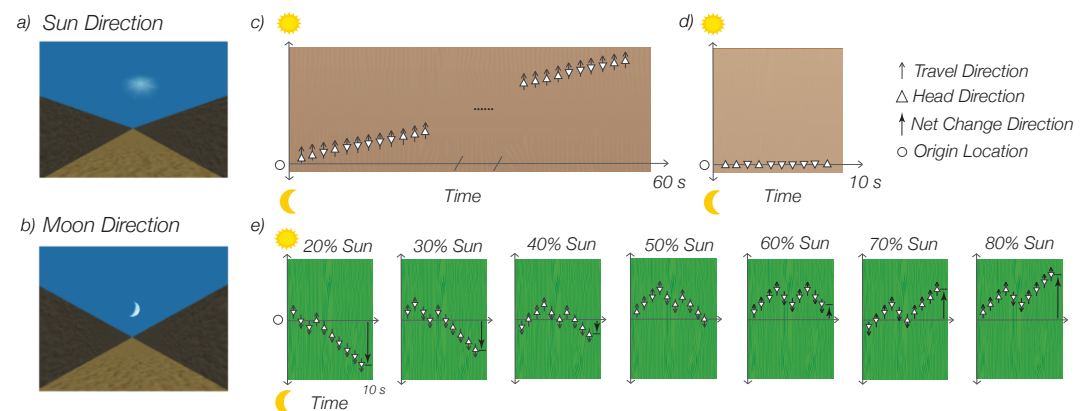 a) Sun Direction
b) Moon Direction
c)
......
Time
60 s
d)
Time
10 s
Travel Direction
Head Direction
Net Change Direction
Origin Location
e)
20% Sun
30% Sun
40% Sun
50% Sun
60% Sun
70% Sun
80% Sun
10 s
Time